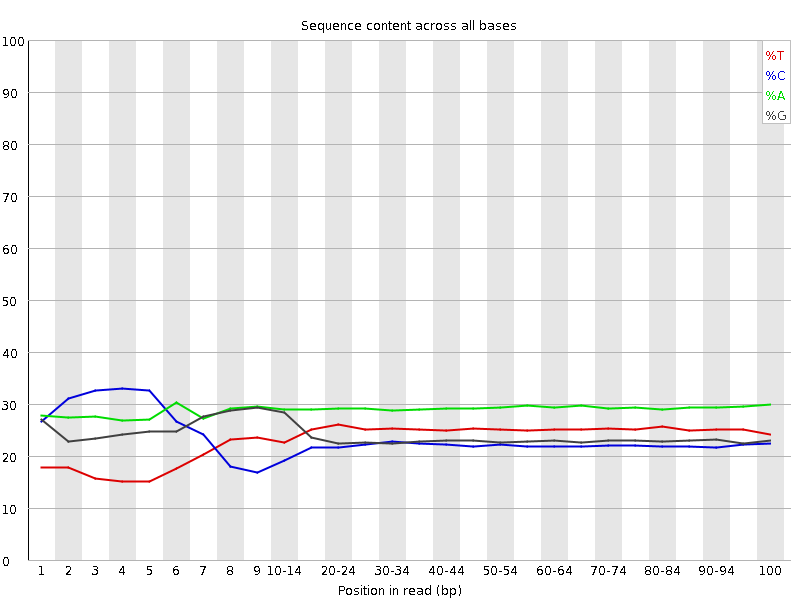 Sequence content across all bases
%T
%C
%A
%G
100
90
80
70
60
50
40
30
20
10
0
1 2 3 4 5 6 7 8 9 10-14 20-24 30-34 40-44 50-54 60-64 70-74 80-84 90-94 100
Position in read (bp)